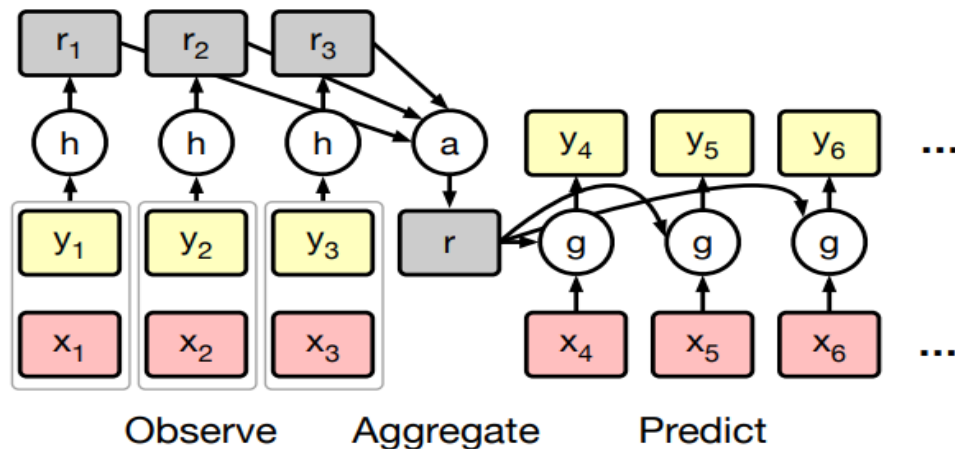 r₁ r₂ r₃
h h h a y₄ y₅ y₆ ...
y₁ y₂ y₃ r g g g
x₁ x₂ x₃ x₄ x₅ x₆ ...
Observe Aggregate Predict